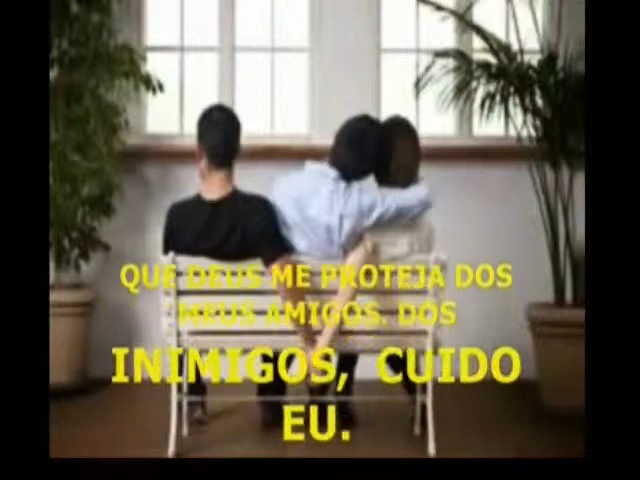 QUE DEUS ME PROTEJA DOS
MEUS AMIGOS. DOS
INIMIGOS, CUIDO
EU.